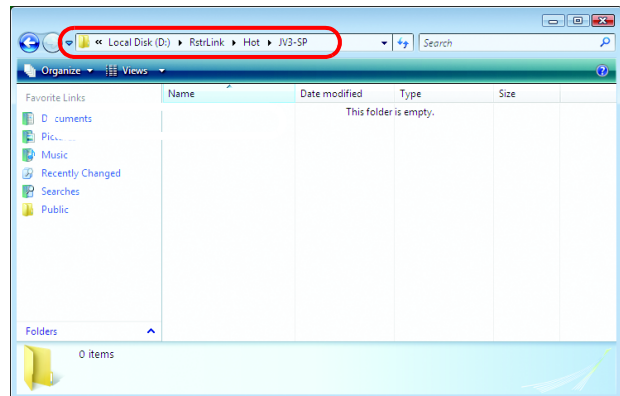 « Local Disk (D:) ▸ RstrLink ▸ Hot ▸ JV3-SP Search
Organize Views
Favorite Links Name Date modified Type Size
This folder is empty.
D cuments
Music
Recently Changed
Searches
Public
Folders
0 items